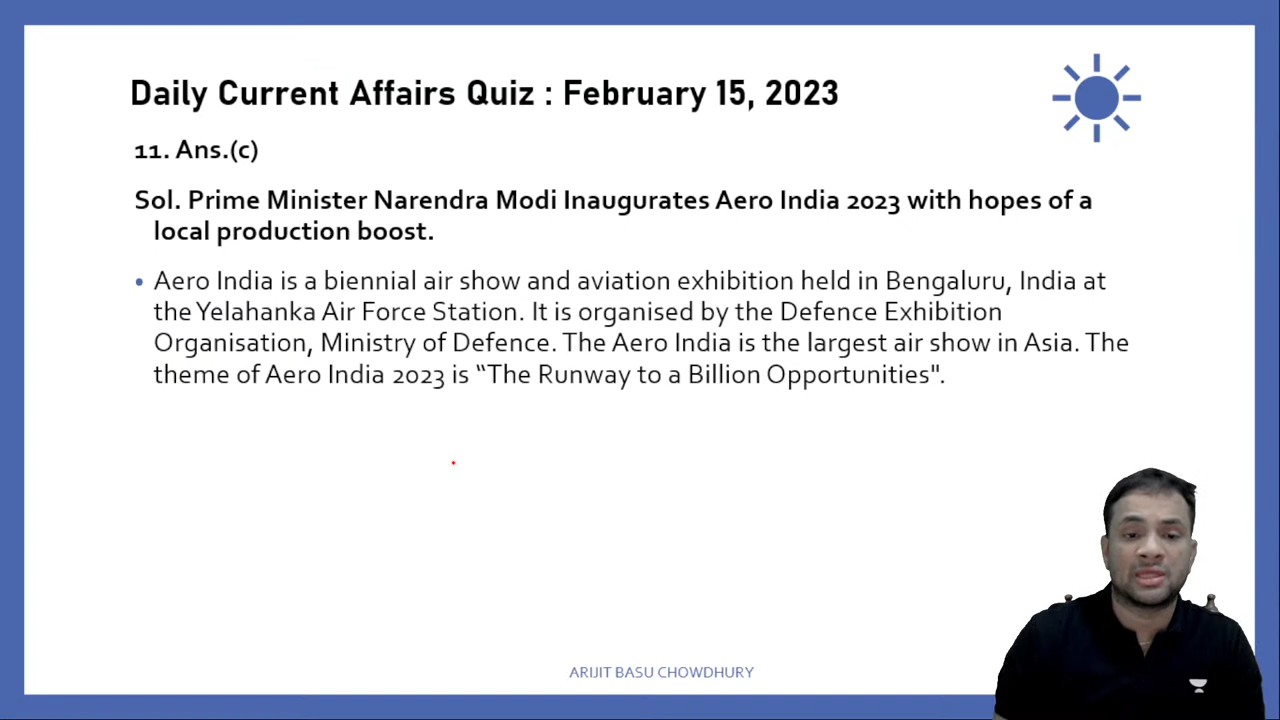 Daily Current Affairs Quiz : February 15, 2023
11. Ans.(c)
Sol. Prime Minister Narendra Modi Inaugurates Aero India 2023 with hopes of a
local production boost.
• Aero India is a biennial air show and aviation exhibition held in Bengaluru, India at
the Yelahanka Air Force Station. It is organised by the Defence Exhibition
Organisation, Ministry of Defence. The Aero India is the largest air show in Asia. The
theme of Aero India 2023 is “The Runway to a Billion Opportunities".
ARIJIT BASU CHOWDHURY